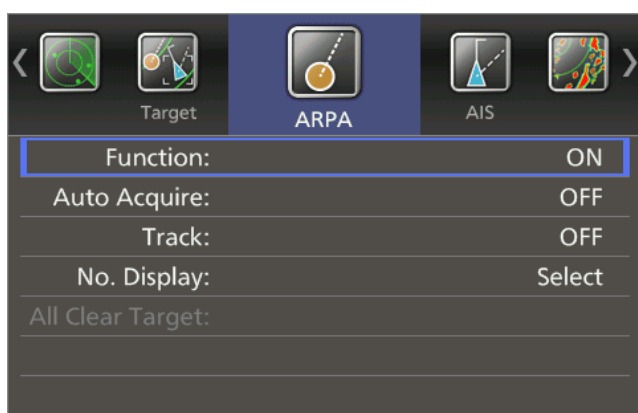 Target
ARPA
AIS
Function: ON
Auto Acquire: OFF
Track: OFF
No. Display: Select
All Clear Target: